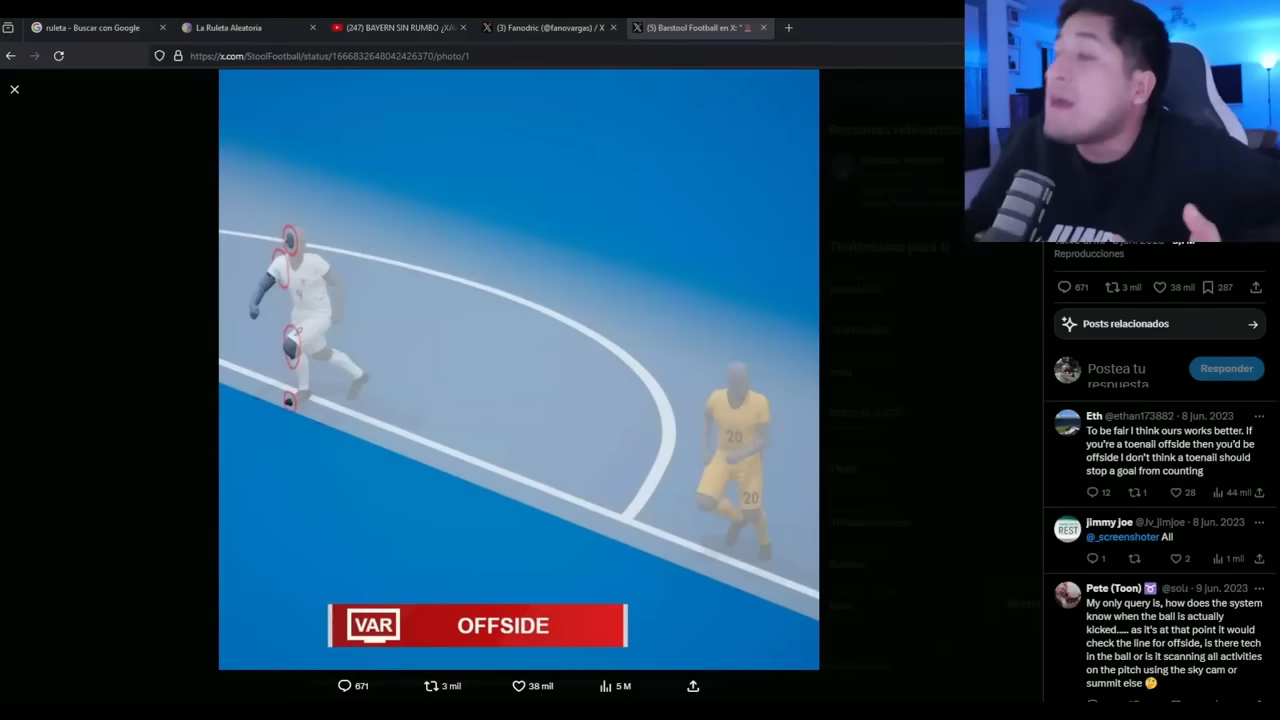 ruleta - Buscar con Google
La Ruleta Aleatoria
(247) BAYERN SIN RUMBO ¿XA
(3) Fanodric (@fanovargas) / X
(5) Barstool Football en X: "
https://x.com/StoolFootball/status/1666832648042426370/photo/1
20
20
VAR OFFSIDE
671 3 mil 38 mil 5 M
Reproducciones
671 3 mil 38 mil 287
Posts relacionados
Postea tu
respuesta
Responder
Eth @ethan173882 · 8 jun. 2023
To be fair I think ours works better. If
you're a toenail offside then you'd be
offside I don't think a toenail should
stop a goal from counting
12 1 28 44 mil
jimmy joe @Jv_jimjoe · 8 jun. 2023
@_screenshoter All
1 2 1 mil
Pete (Toon) · 9 jun. 2023
My only query is, how does the system
know when the ball is actually
kicked..... as it's at that point it would
check the line for offside, is there tech
in the ball or is it scanning all activities
on the pitch using the sky cam or
summit else